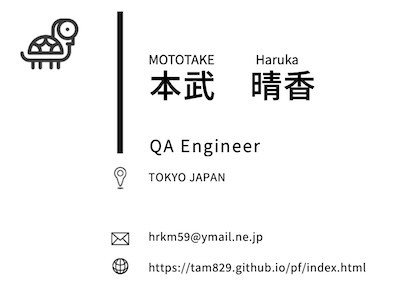 MOTOTAKE Haruka
本武 晴香
QA Engineer
TOKYO JAPAN
hrkm59@ymail.ne.jp
https://tam829.github.io/pf/index.html